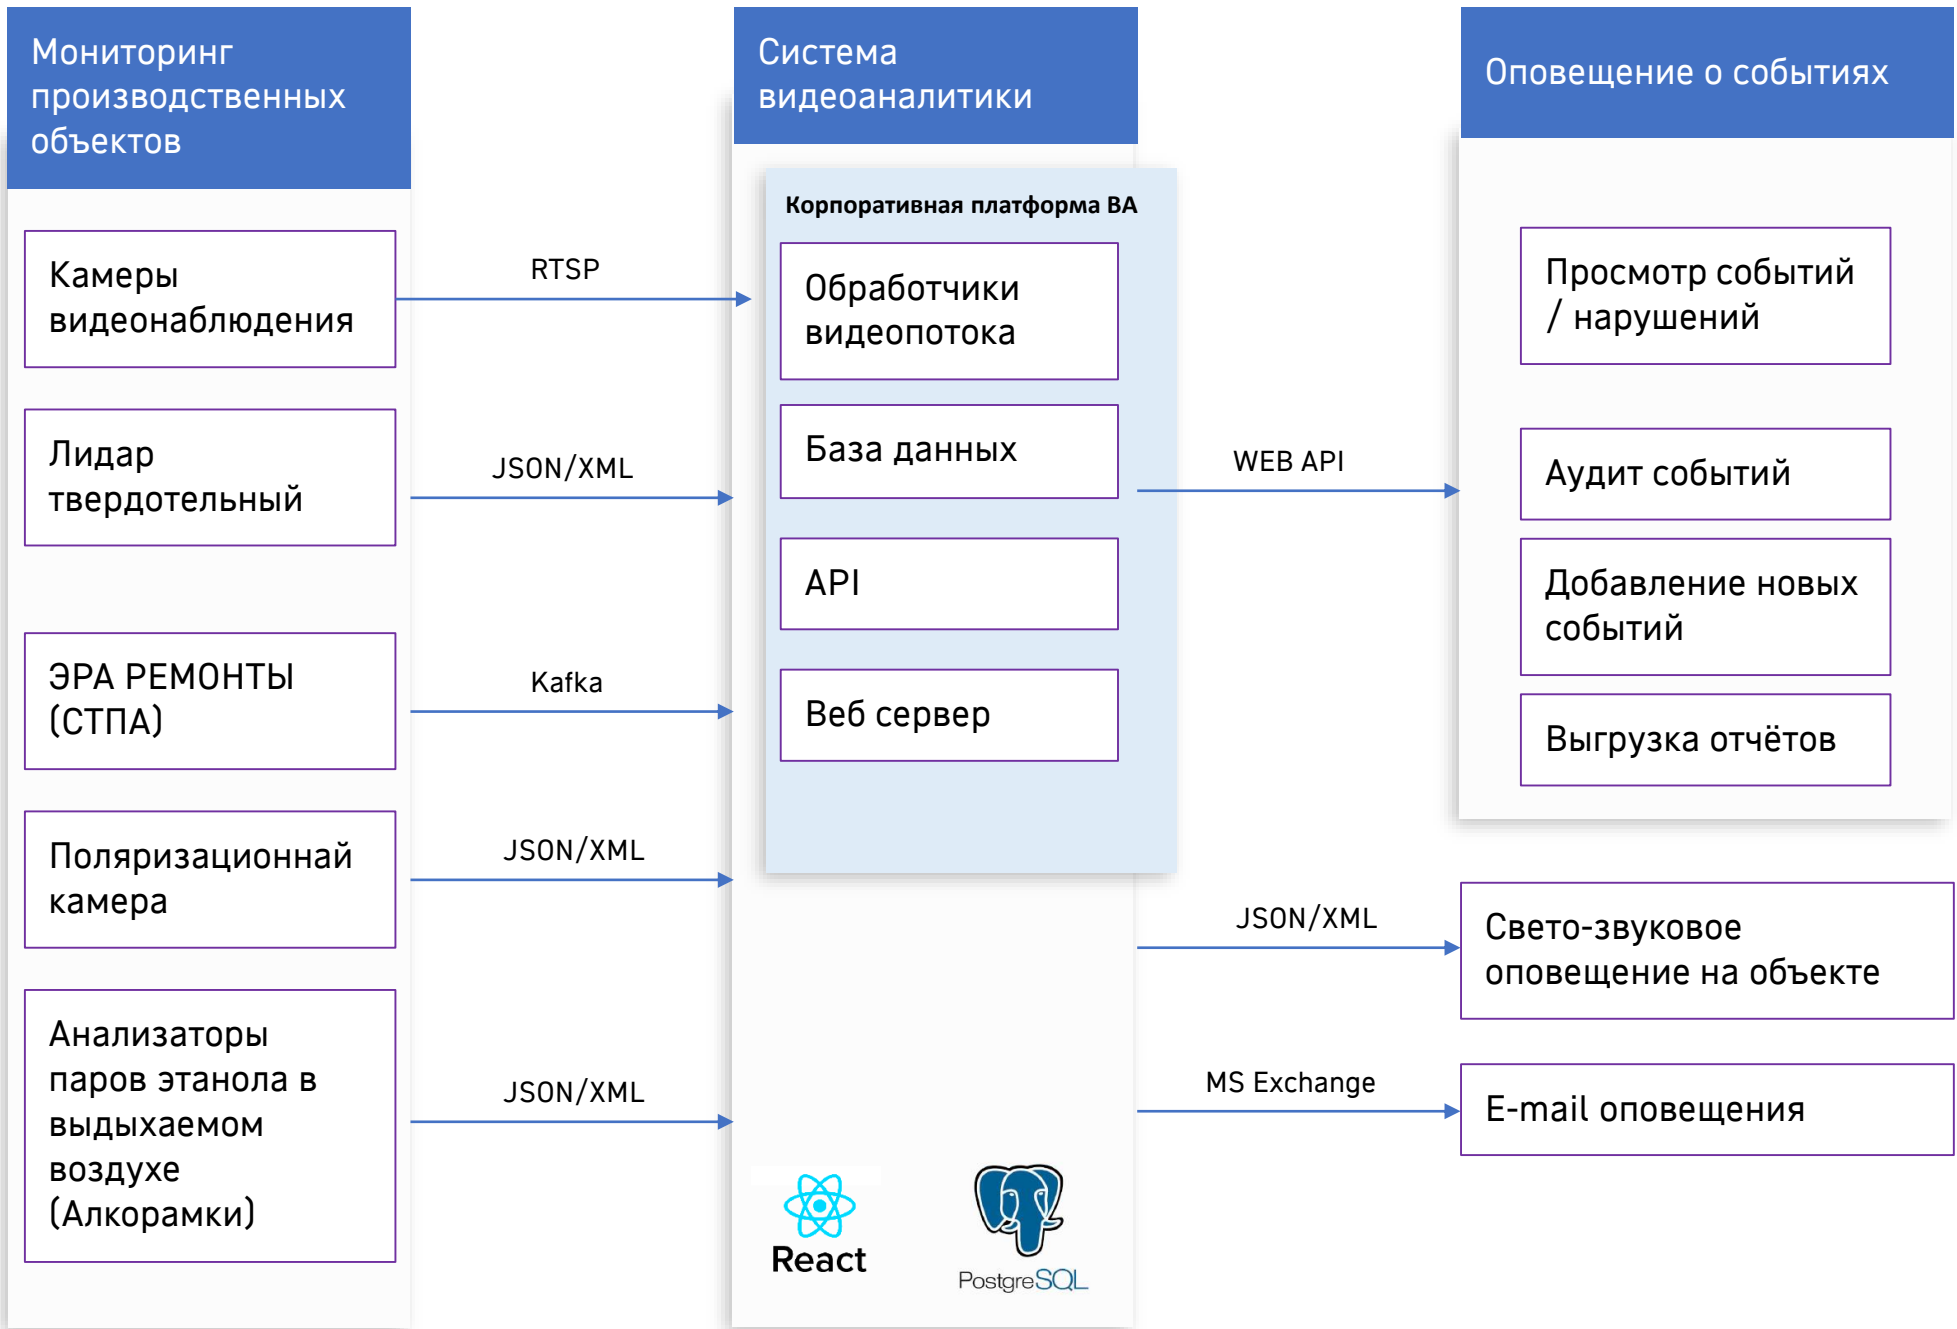 Мониторинг
производственных
объектов
Камеры
видеонаблюдения
Лидар
твердотельный
ЭРА РЕМОНТЫ
(СТПА)
Поляризационнай
камера
Анализаторы
паров этанола в
выдыхаемом
воздухе
(Алкорамки)
RTSP
JSON/XML
Kafka
JSON/XML
JSON/XML
Система
видеоаналитики
Корпоративная платформа ВА
Обработчики
видеопотока
База данных
API
Веб сервер
React
PostgreSQL
WEB API
JSON/XML
MS Exchange
Оповещение о событиях
Просмотр событий
/ нарушений
Аудит событий
Добавление новых
событий
Выгрузка отчётов
Свето-звуковое
оповещение на объекте
E-mail оповещения